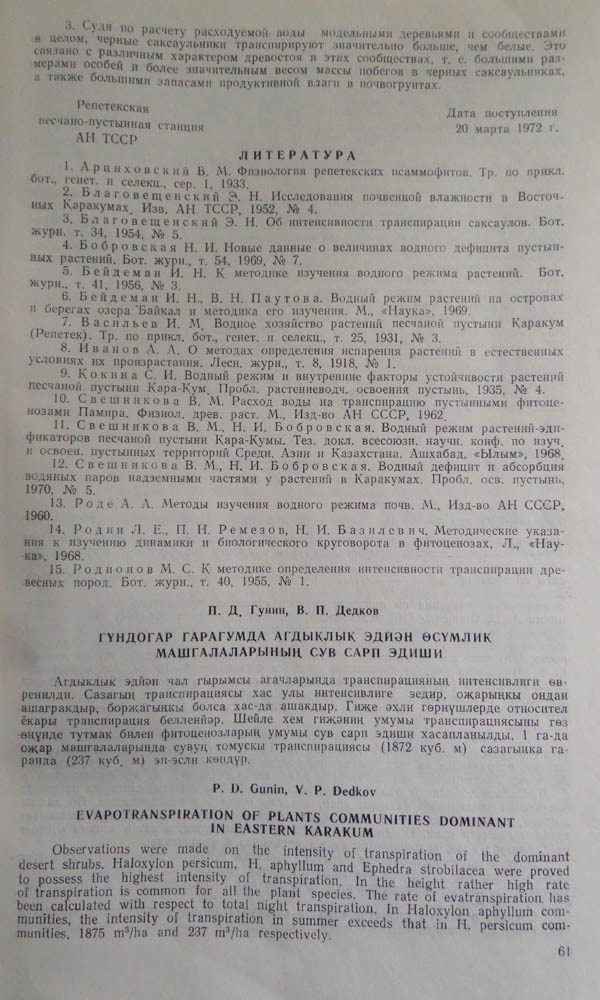 3. Судя по расчету расходуемой воды модельными деревьями и сообществами
в целом, черные саксаульники транспирируют значительно больше, чем белые. Это
связано с различным характером древостоя в этих сообществах, т. е. большими раз-
мерами особей и более значительным весом массы побегов в черных саксаульниках,
а также большими запасами продуктивной влаги в почвогрунтах.
Репетекская
песчано-пустынная станция
АН ТССР
Дата поступления
20 марта 1972 г.
ЛИТЕРАТУРА
1. Арциховский В. М. Физиология репетекских псаммофитов. Тр. по прикл.
бот., генет. и селекц., сер. 1, 1933.
2. Благовещенский Э. Н. Исследования почвенной влажности в Восточ-
ных Каракумах. Изв. АН ТССР, 1952, № 4.
3. Благовещенский Э. Н. Об интенсивности транспирации саксаулов. Бот.
журн. т. 34, 1954, № 5.
4. Бобровская Н. И. Новые данные о величинах водного дефицита пустын-
ных растений. Бот. журн., т. 54, 1969, № 7.
5. Бейдеман И. Н. К методике изучения водного режима растений. Бот.
журн., т. 41, 1956, № 3.
6. Бейдеман И. Н., В. Н. Паутова. Водный режим растений на островах
и берегах озера Байкал и методика его изучения. М., «Наука». 1969.
7. Васильев И. М. Водное хозяйство растений песчаной пустыни Каракум
(Репетек). Тр. по прикл. бот., генет. и селекц., т. 25, 1931, № 3.
8. Иванов А. А. О методах определения испарения растений в естественных
условиях их произрастания. Лесн. журн., т. 8, 1918, № 1.
9. Кокина С. И. Водный режим и внутренние факторы устойчивости растений
песчаной пустыни Кара-Кум. Пробл. растениеводч. освоения пустынь, 1935, № 4.
10. Свешникова В. М. Расход воды на транспирацию пустынными фитоце-
нозами Памира. Физиол. древ. раст. М., Изд-во АН СССР, 1962.
11. Свешникова В. М., Н. И. Бобровская. Водный режим растений-эди-
фикаторов песчаной пустыни Кара-Кумы. Тез. докл. всесоюзн. научн. конф. по изуч.
и освоен. пустынных территорий Средн. Азии и Казахстана. Ашхабад, «Ылым», 1968.
12. Свешникова В. М., Н. И. Бобровская. Водный дефицит и абсорбция
водяных паров надземными частями у растений в Каракумах. Пробл. осв. пустынь,
1970, № 5.
13. Роде А. А. Методы изучения водного режима почв. М., Изд-во АН СССР,
1960.
14. Родин Л. Е., П. Н. Ремезов, Н. И. Базилевич. Методические указа-
ния к изучению динамики и биологического круговорота в фитоценозах, Л., «Нау-
ка», 1968.
15. Родионов М. С. К методике определения интенсивности транспирации дре-
весных пород. Бот. журн., т. 40, 1955, № 1.
П. Д. Гунин, В. П. Дедков
ГҮНДОГАР ГАРАГУМДА АГДЫКЛЫК ЭДЙӘН ӨСҮМЛИК
МАШГАЛАЛАРЫНЫҢ СУВ САРП ЭДИШИ
Агдыклык эдйән чал гырымсы агачларында транспирацияның интенсивлиги өв-
ренилди. Сазагың транспирациясы хас улы интенсивлиге эедир, оҗарыңкы ондан
ашаграқдыр, борҗагыңкы болса хас-да ашакдыр. Гиҗе әхли гөрнүшлерде относител
ёкары транспирация белленйәр. Шейле хем гиҗәниң умумы транспирациясыны гөз
өңүнде тутмак билен фитоценозларың умумы сув сарп эдиши хасапланылды. 1 га-да
оҗар машгалаларында сувуң томускы транспирациясы (1872 куб. м) сазагыңка га-
ранда (237 куб. м) эп-эсли көпдүр.
P. D. Gunin, V. P. Dedkov
EVAPOTRANSPIRATION OF PLANTS COMMUNITIES DOMINANT
IN EASTERN KARAKUM
Observations were made on the intensity of transpiration of the dominant
desert shrubs. Haloxylon persicum, H. aphyllum and Ephedra strobilacea were proved
to possess the highest intensity of transpiration. In the height rather high rate
of transpiration is common for all the plant species. The rate of evatranspiration has
been calculated with respect to total night transpiration. In Haloxylon aphyllum com-
munities, the intensity of transpiration in summer exceeds that in H. persicum com-
munities. 1875 m³/ha and 237 m³/ha respectively.
61